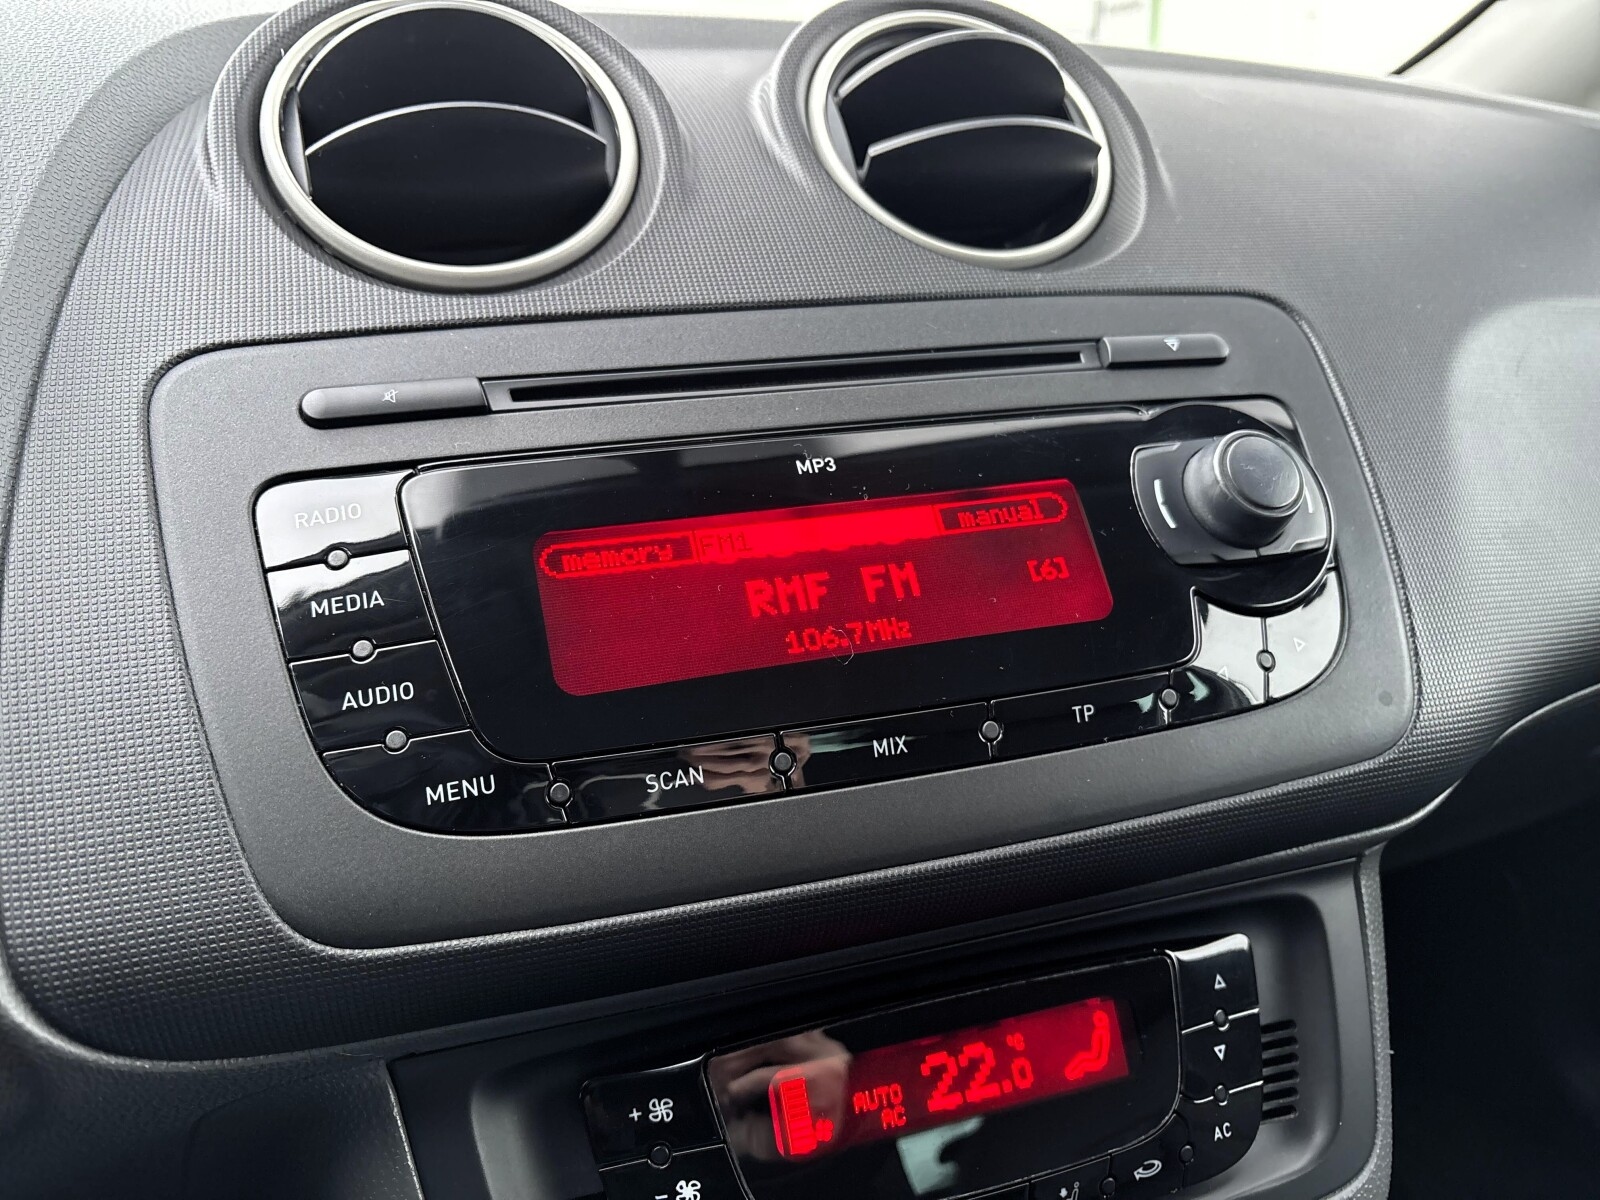 MP3
RADIO
memory FM1 manual
RMF FM [6]
106.7MHz
MEDIA
AUDIO
MENU
SCAN
MIX
TP
AUTO
AC
22.0 °C
+
-
AC